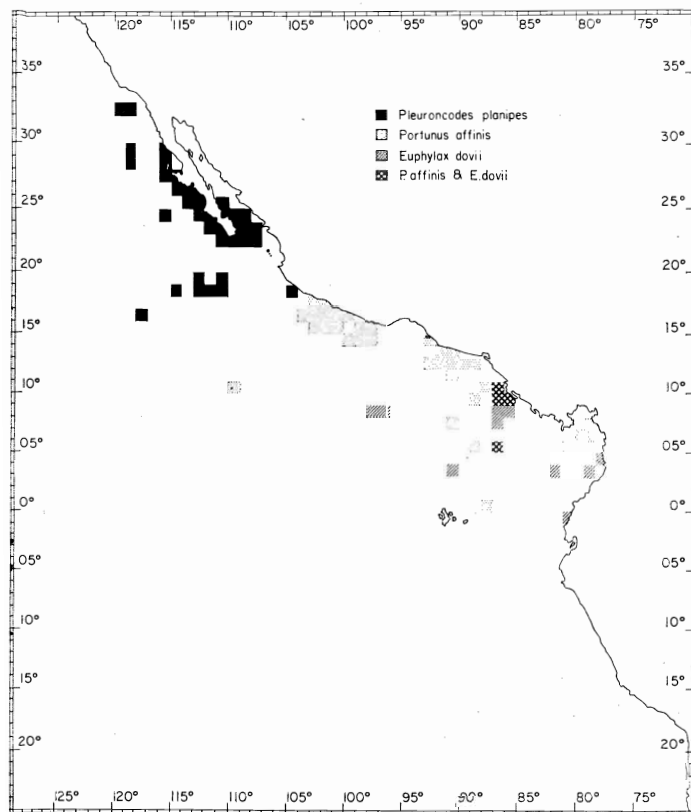 120° 115° 110° 105° 100° 95° 90° 85° 80° 75°
35° 35°
Pleuroncodes planipes
Portunus affinis
30° 30°
Euphylax dovii
P.affinis & E.dovii
25° 25°
20° 20°
15° 15°
10° 10°
05° 05°
0° 0°
05° 05°
10° 10°
15° 15°
20° 20°
125° 120° 115° 110° 105° 100° 95° 90° 85° 80°